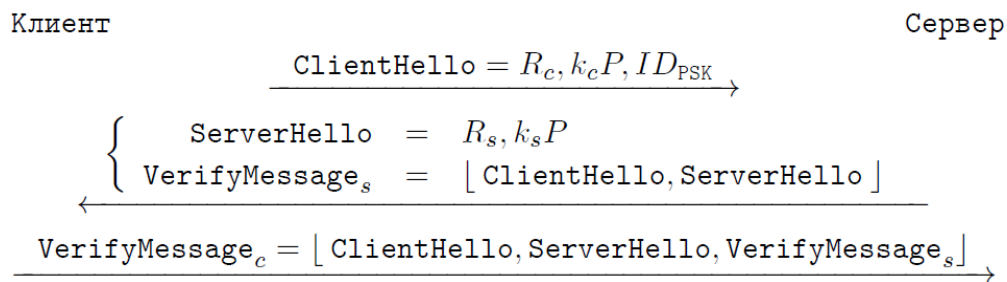 Клиент Сервер
ClientHello = R_c, k_cP, ID_PSK
ServerHello = R_s, k_sP
VerifyMessage_s = ⌊ ClientHello, ServerHello ⌋
VerifyMessage_c = ⌊ ClientHello, ServerHello, VerifyMessage_s⌋